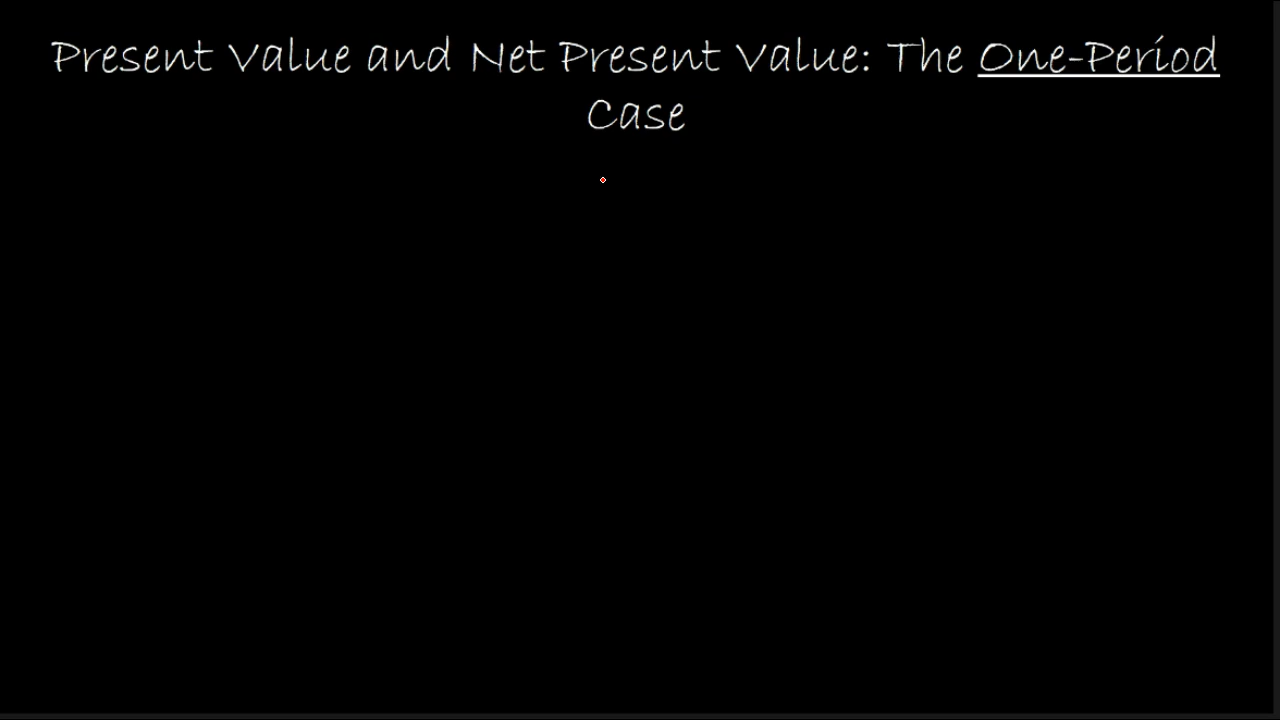 Present Value and Net Present Value: The One-Period
Case